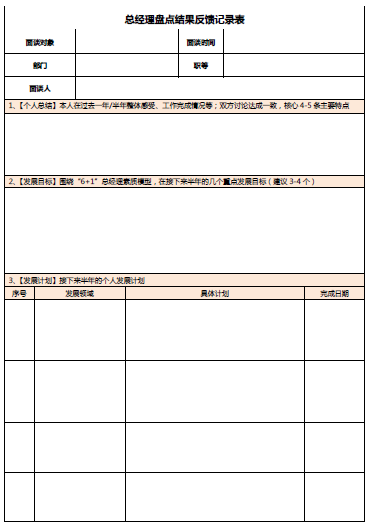 总经理盘点结果反馈记录表
面谈对象 面谈时间
部门 职等
面谈人
1、【个人总结】本人在过去一年/半年整体感受、工作完成情况等；双方讨论达成一致，核心 4-5 条主要特点
2、【发展目标】围绕“6+1”总经理素质模型，在接下来半年的几个重点发展目标（建议 3-4 个）
3、【发展计划】接下来半年的个人发展计划
序号 发展领域 具体计划 完成日期